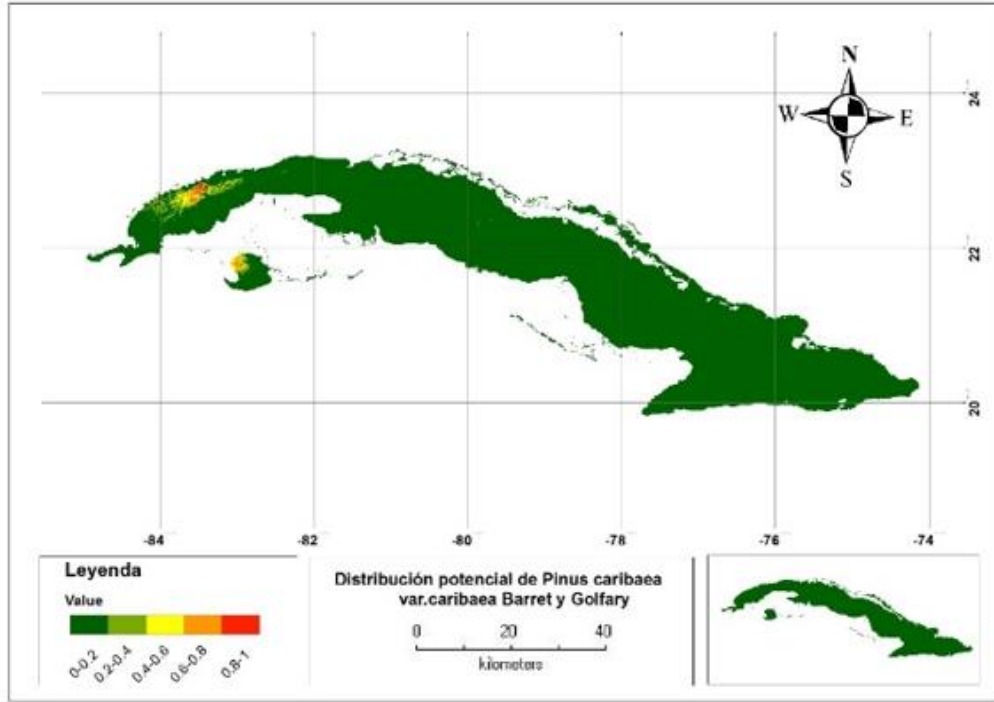 N
W E
S
24
22
20
-84 -82 -80 -78 -76 -74
Leyenda
Value
0-0.2 0.2-0.4 0.4-0.6 0.6-0.8 0.8-1
Distribución potencial de Pinus caribaea
var.caribaea Barret y Golfary
0 20 40
kilometers